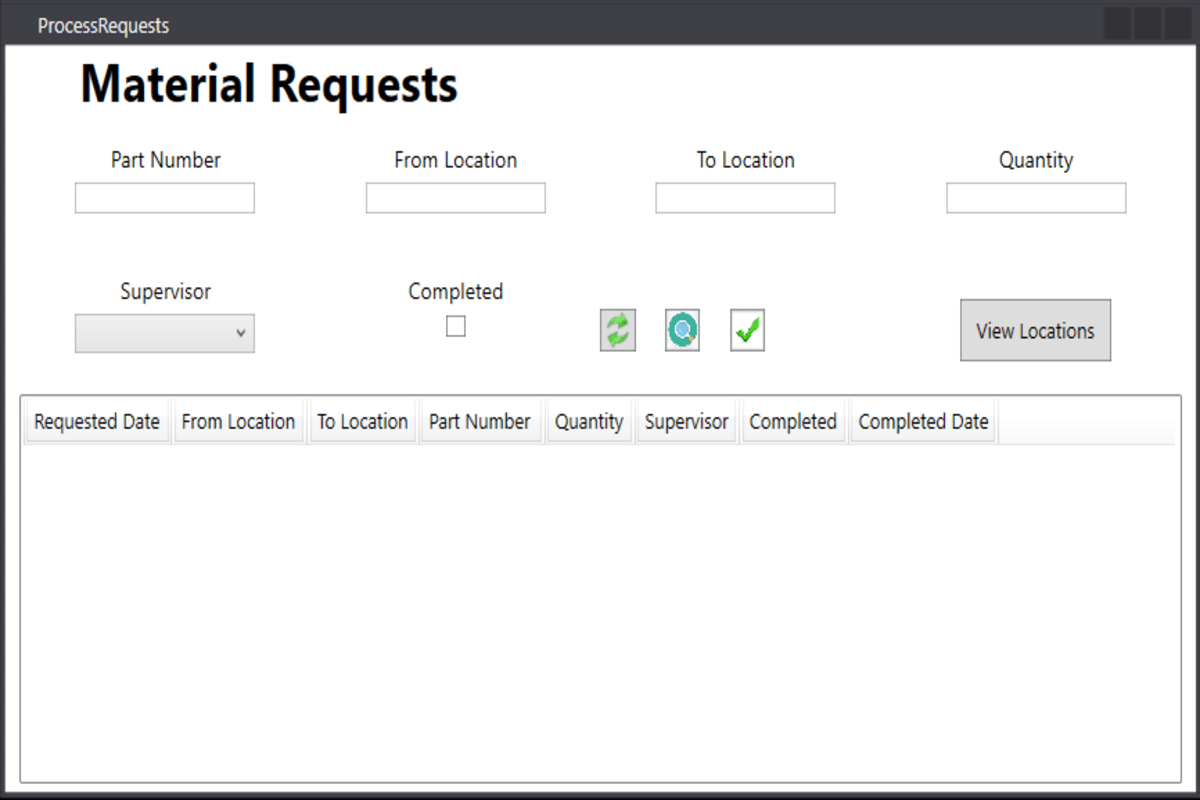 ProcessRequests
Material Requests
Part Number From Location To Location Quantity
Supervisor Completed
View Locations
Requested Date From Location To Location Part Number Quantity Supervisor Completed Completed Date